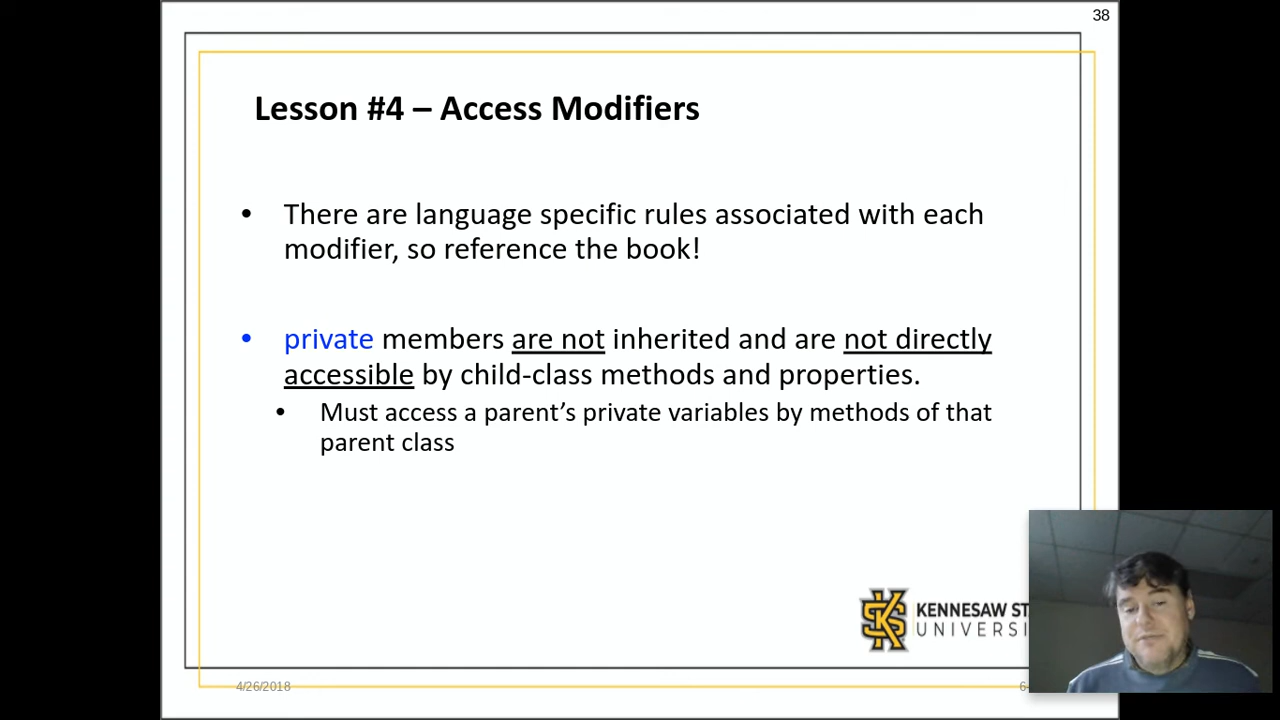 38
Lesson #4 – Access Modifiers
• There are language specific rules associated with each
modifier, so reference the book!
• private members are not inherited and are not directly
accessible by child-class methods and properties.
• Must access a parent’s private variables by methods of that
parent class
KENNESAW ST
UNIVERSI
4/26/2018
6-